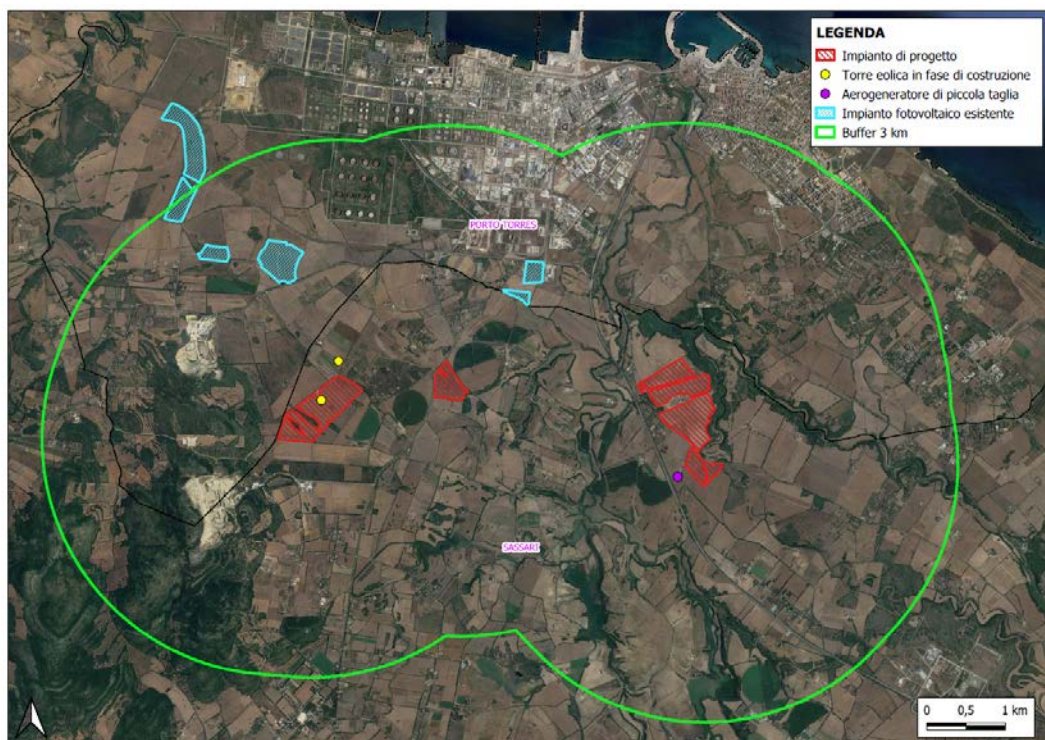 LEGENDA
Impianto di progetto
Torre eolica in fase di costruzione
Aerogeneratore di piccola taglia
Impianto fotovoltaico esistente
Buffer 3 km
PORTO TORRES
SASSARI
0 0,5 1 km